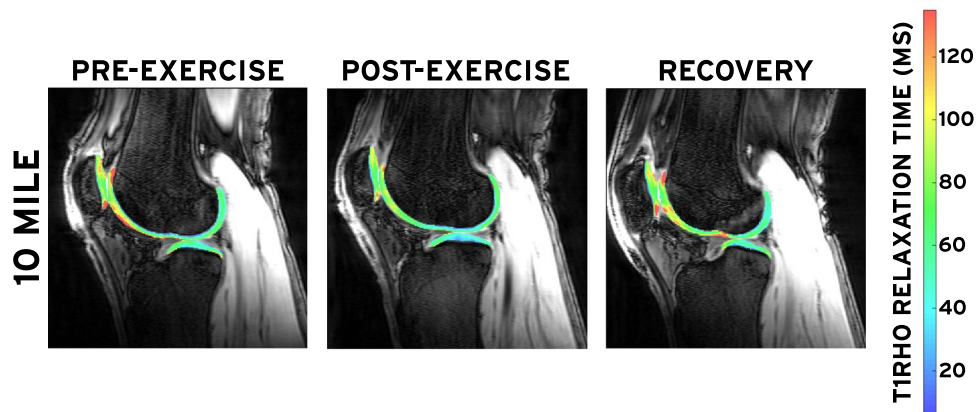 PRE-EXERCISE
POST-EXERCISE
RECOVERY
10 MILE
T1RHO RELAXATION TIME (MS)
120
100
80
60
40
20